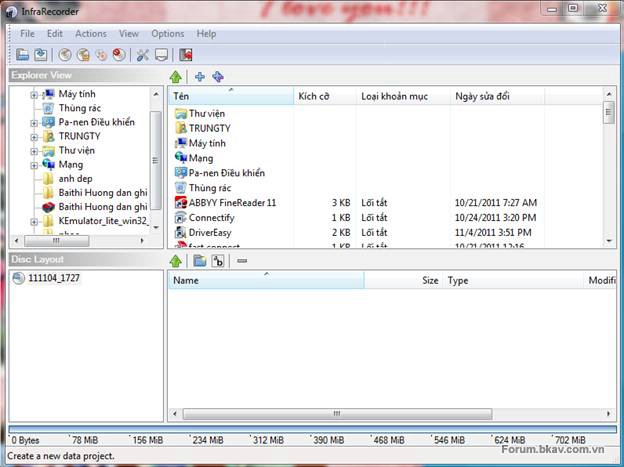 I love you!!!
InfraRecorder
File Edit Actions View Options Help
Explorer View
Máy tính
Thùng rác
Pa-nen Điều khiển
TRUNGTY
Thư viện
Mạng
anh dep
Baithi Huong dan ghi
Baithi Huong dan ghi
KEmulator_lite_win32_
Tên Kích cỡ Loại khoản mục Ngày sửa đổi
Thư viện
TRUNGTY
Máy tính
Mạng
Pa-nen Điều khiển
Thùng rác
ABBYY FineReader 11 3 KB Lối tắt 10/21/2011 7:27 AM
Connectify 1 KB Lối tắt 10/24/2011 3:20 PM
DriverEasy 2 KB Lối tắt 11/4/2011 3:51 PM
fast connect 1 KB Lối tắt 10/21/2011 12:16
Disc Layout
111104_1727
Name Size Type Modifi
0 Bytes 78 MiB 156 MiB 234 MiB 312 MiB 390 MiB 468 MiB 546 MiB 624 MiB 702 MiB
Forum.bkav.com.vn
Create a new data project.